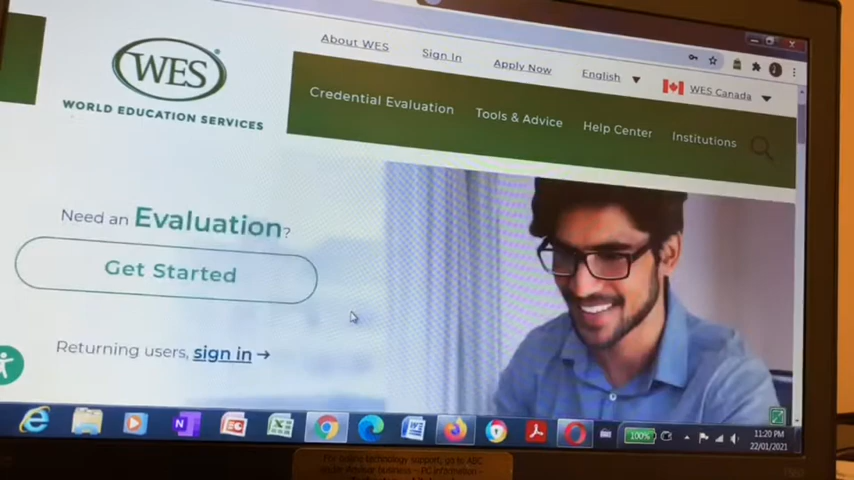 WES
WORLD EDUCATION SERVICES
About WES
Sign In
Apply Now
English
WES Canada
Credential Evaluation
Tools & Advice
Help Center
Institutions
Need an Evaluation?
Get Started
Returning users, sign in →
100%
11:20 PM
22/01/2021